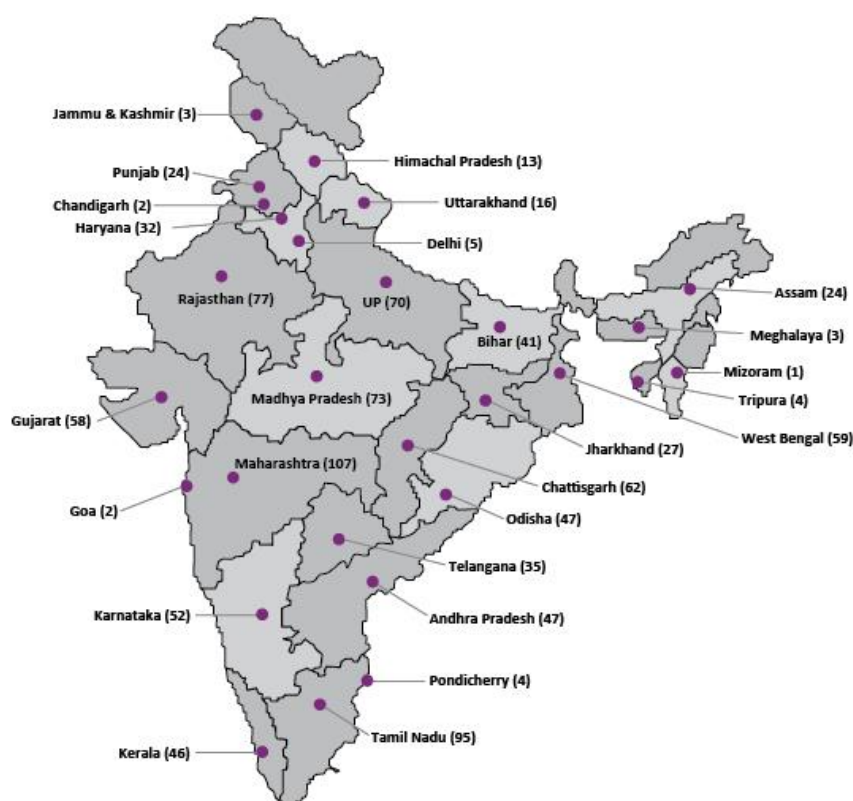 Jammu & Kashmir (3)
Himachal Pradesh (13)
Punjab (24)
Chandigarh (2)
Uttarakhand (16)
Haryana (32)
Delhi (5)
Assam (24)
Rajasthan (77)
UP (70)
Meghalaya (3)
Bihar (41)
Mizoram (1)
Madhya Pradesh (73)
Tripura (4)
Gujarat (58)
West Bengal (59)
Jharkhand (27)
Maharashtra (107)
Chattisgarh (62)
Goa (2)
Odisha (47)
Telangana (35)
Karnataka (52)
Andhra Pradesh (47)
Pondicherry (4)
Tamil Nadu (95)
Kerala (46)